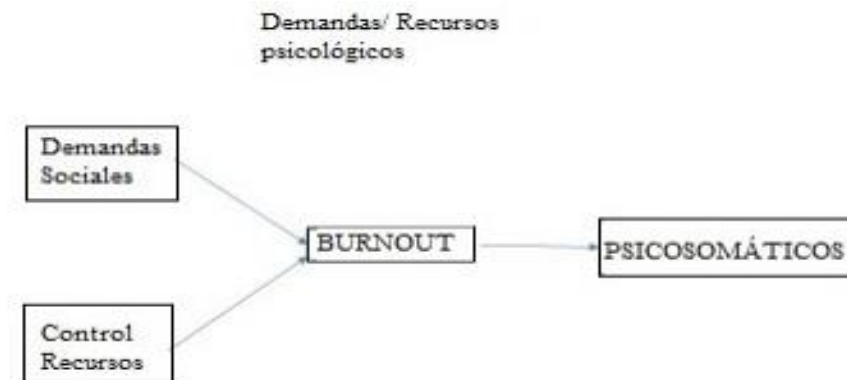 Demandas/ Recursos
psicológicos
Demandas
Sociales
BURNOUT
PSICOSOMÁTICOS
Control
Recursos